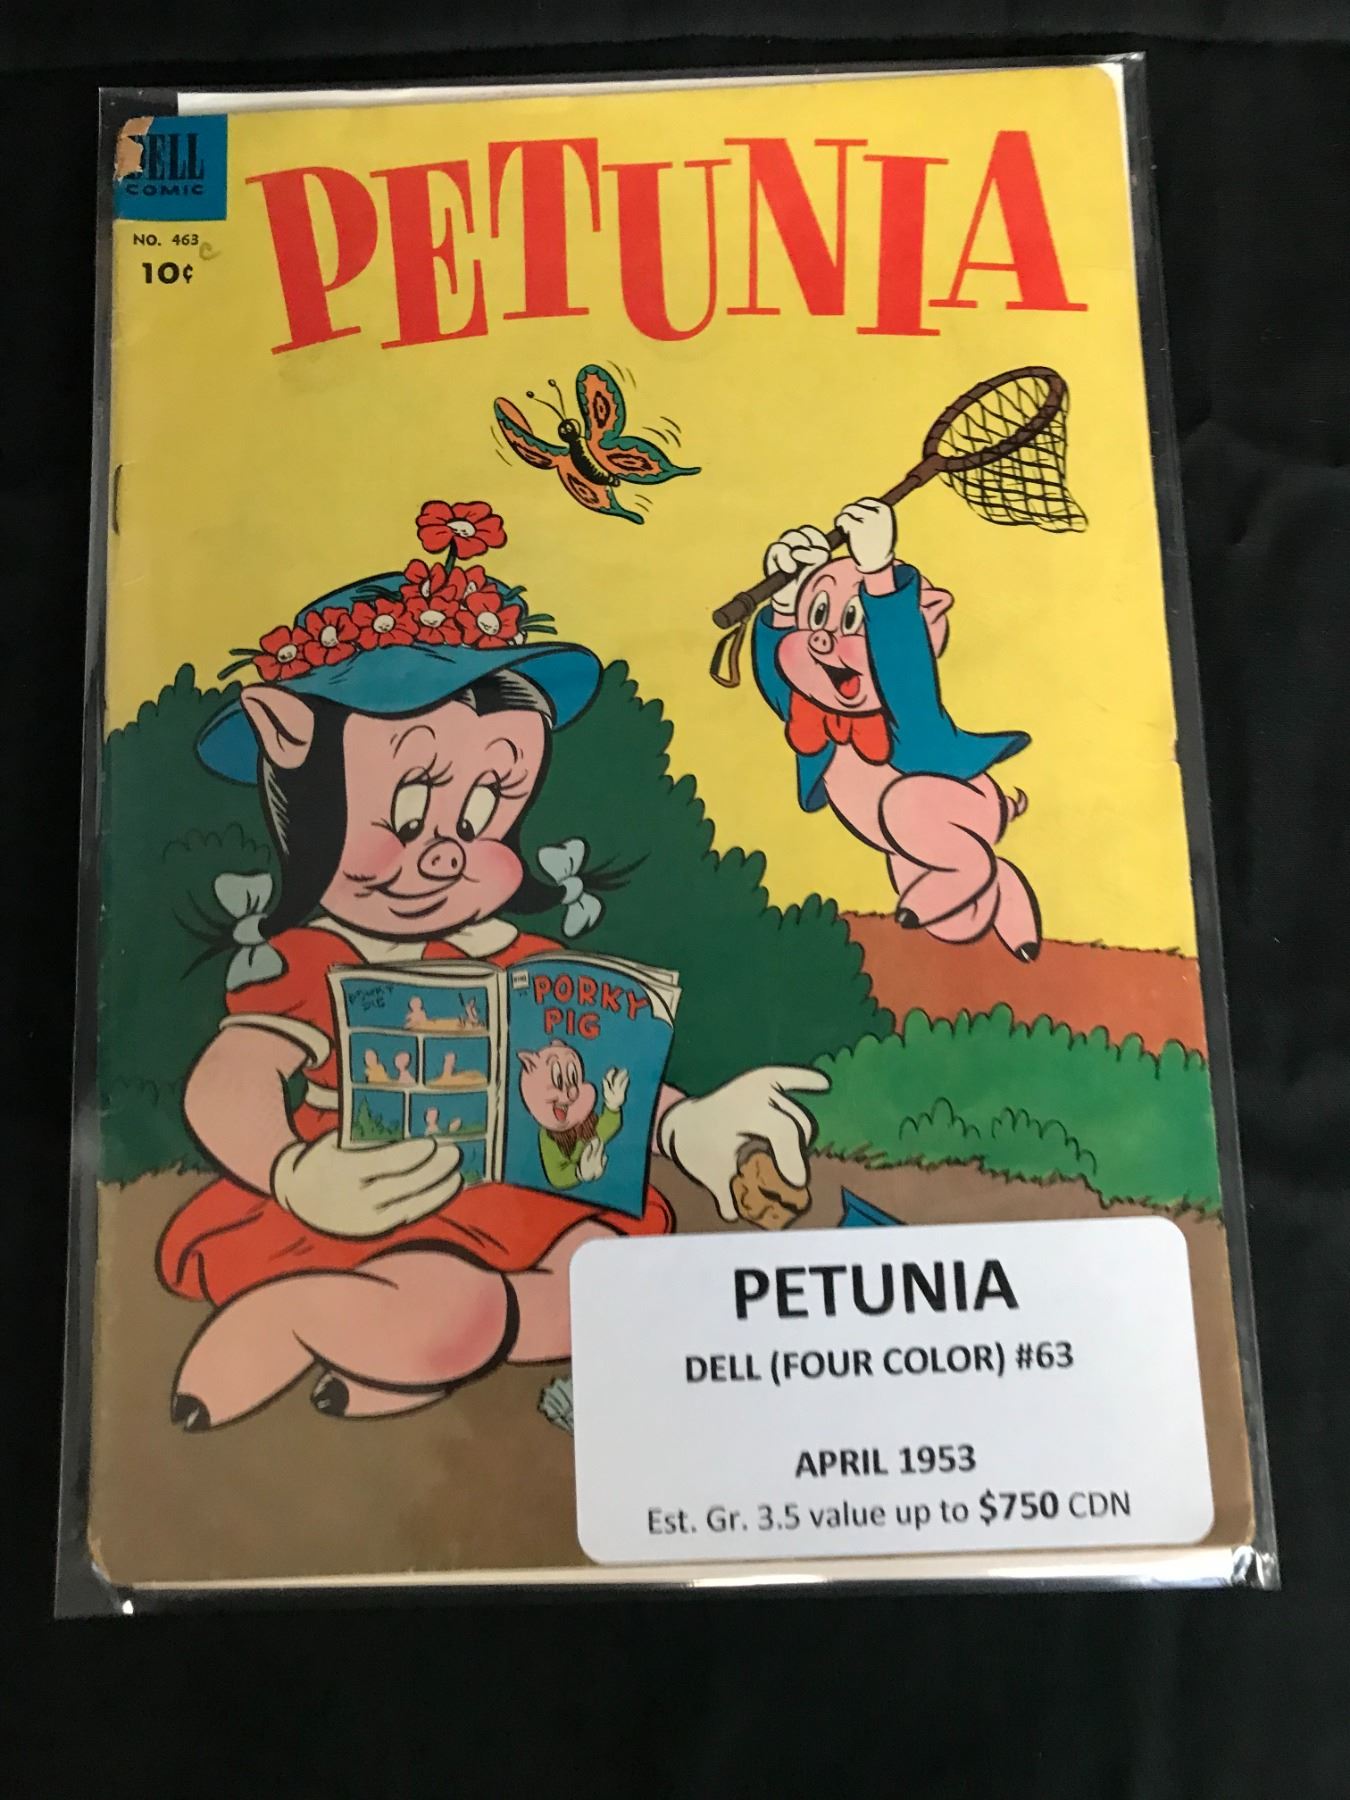 DELL
COMIC
NO. 463
10¢
PETUNIA
PORKY
PIG
PETUNIA
DELL (FOUR COLOR) #63
APRIL 1953
Est. Gr. 3.5 value up to $750 CDN